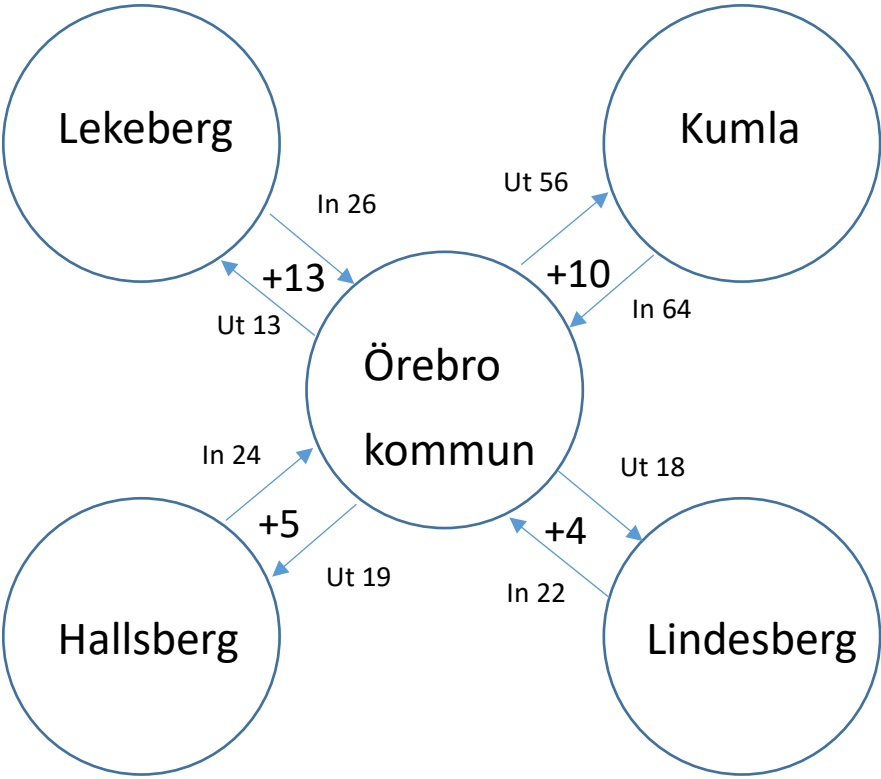 Lekeberg
Kumla
In 26
Ut 56
+13
+10
Ut 13
In 64
Örebro
kommun
In 24
Ut 18
+5
+4
Ut 19
In 22
Hallsberg
Lindesberg